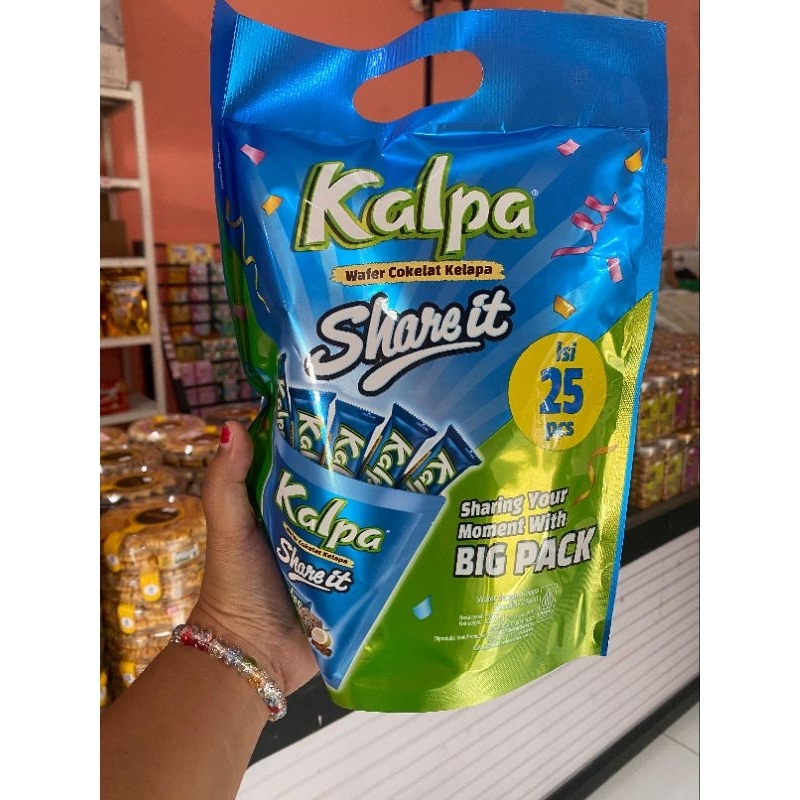 Kalpa
Wafer Cokelat Kelapa
Share it
Isi
25
pcs
Kalpa
Kalpa
Wafer Cokelat Kelapa
Share it
Sharing Your
Moment With
BIG PACK